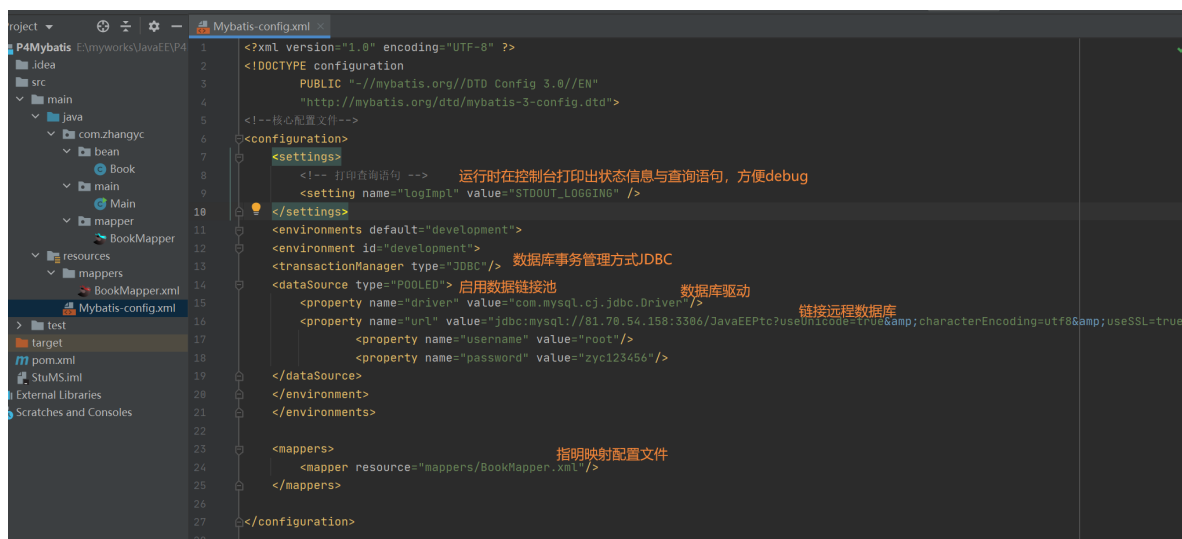 roject
Mybatis-config.xml
P4Mybatis E:\myworks\JavaEE\P4
.idea
src
main
java
com.zhangyc
bean
Book
main
Main
mapper
BookMapper
resources
mappers
BookMapper.xml
Mybatis-config.xml
test
target
pom.xml
StuMS.iml
External Libraries
Scratches and Consoles
1 <?xml version="1.0" encoding="UTF-8" ?>
2 <!DOCTYPE configuration
3 PUBLIC "-//mybatis.org//DTD Config 3.0//EN"
4 "http://mybatis.org/dtd/mybatis-3-config.dtd">
5 <!--核心配置文件-->
6 <configuration>
7 <settings>
8 <!-- 打印查询语句 --> 运行时在控制台打印出状态信息与查询语句，方便debug
9 <setting name="logImpl" value="STDOUT_LOGGING" />
10 </settings>
11 <environments default="development">
12 <environment id="development">
13 <transactionManager type="JDBC"/> 数据库事务管理方式JDBC
14 <dataSource type="POOLED"> 启用数据链接池 数据库驱动
15 <property name="driver" value="com.mysql.cj.jdbc.Driver"/> 链接远程数据库
16 <property name="url" value="jdbc:mysql://81.70.54.158:3306/JavaEEPtc?useUnicode=true&amp;characterEncoding=utf8&amp;useSSL=true
17 <property name="username" value="root"/>
18 <property name="password" value="zyc123456"/>
19 </dataSource>
20 </environment>
21 </environments>
22
23 <mappers> 指明映射配置文件
24 <mapper resource="mappers/BookMapper.xml"/>
25 </mappers>
26
27 </configuration>